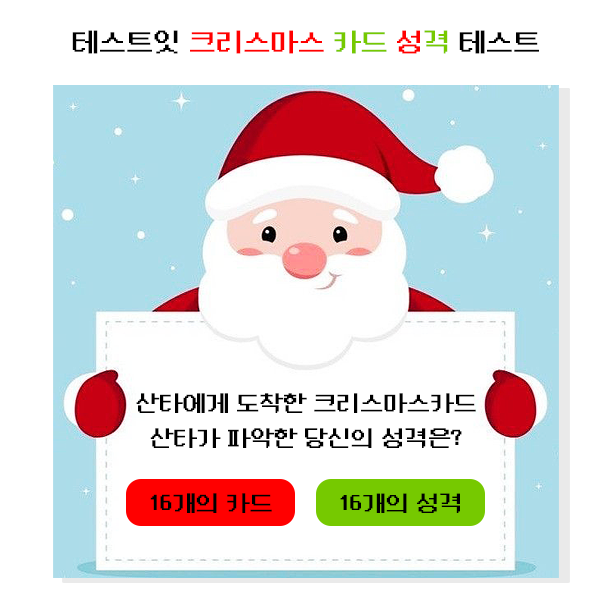 테스트잇 크리스마스 카드 성격 테스트
산타에게 도착한 크리스마스카드
산타가 파악한 당신의 성격은?
16개의 카드 16개의 성격